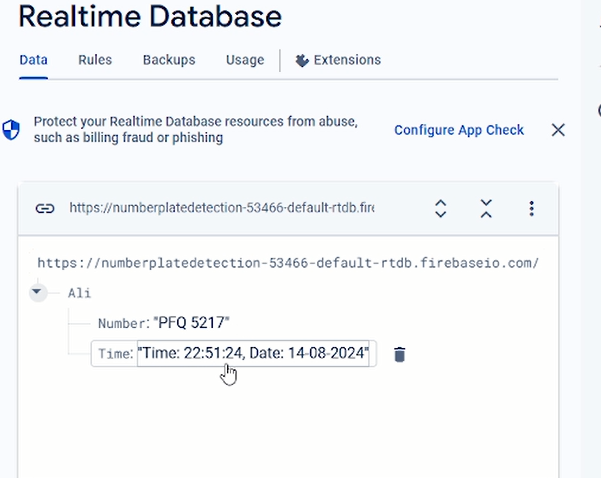 Realtime Database
Data Rules Backups Usage Extensions
Protect your Realtime Database resources from abuse,
such as billing fraud or phishing
Configure App Check
https://numberplatedetection-53466-default-rtdb.fire
https://numberplatedetection-53466-default-rtdb.firebaseio.com/
Ali
Number: "PFQ 5217"
Time: "Time: 22:51:24, Date: 14-08-2024"